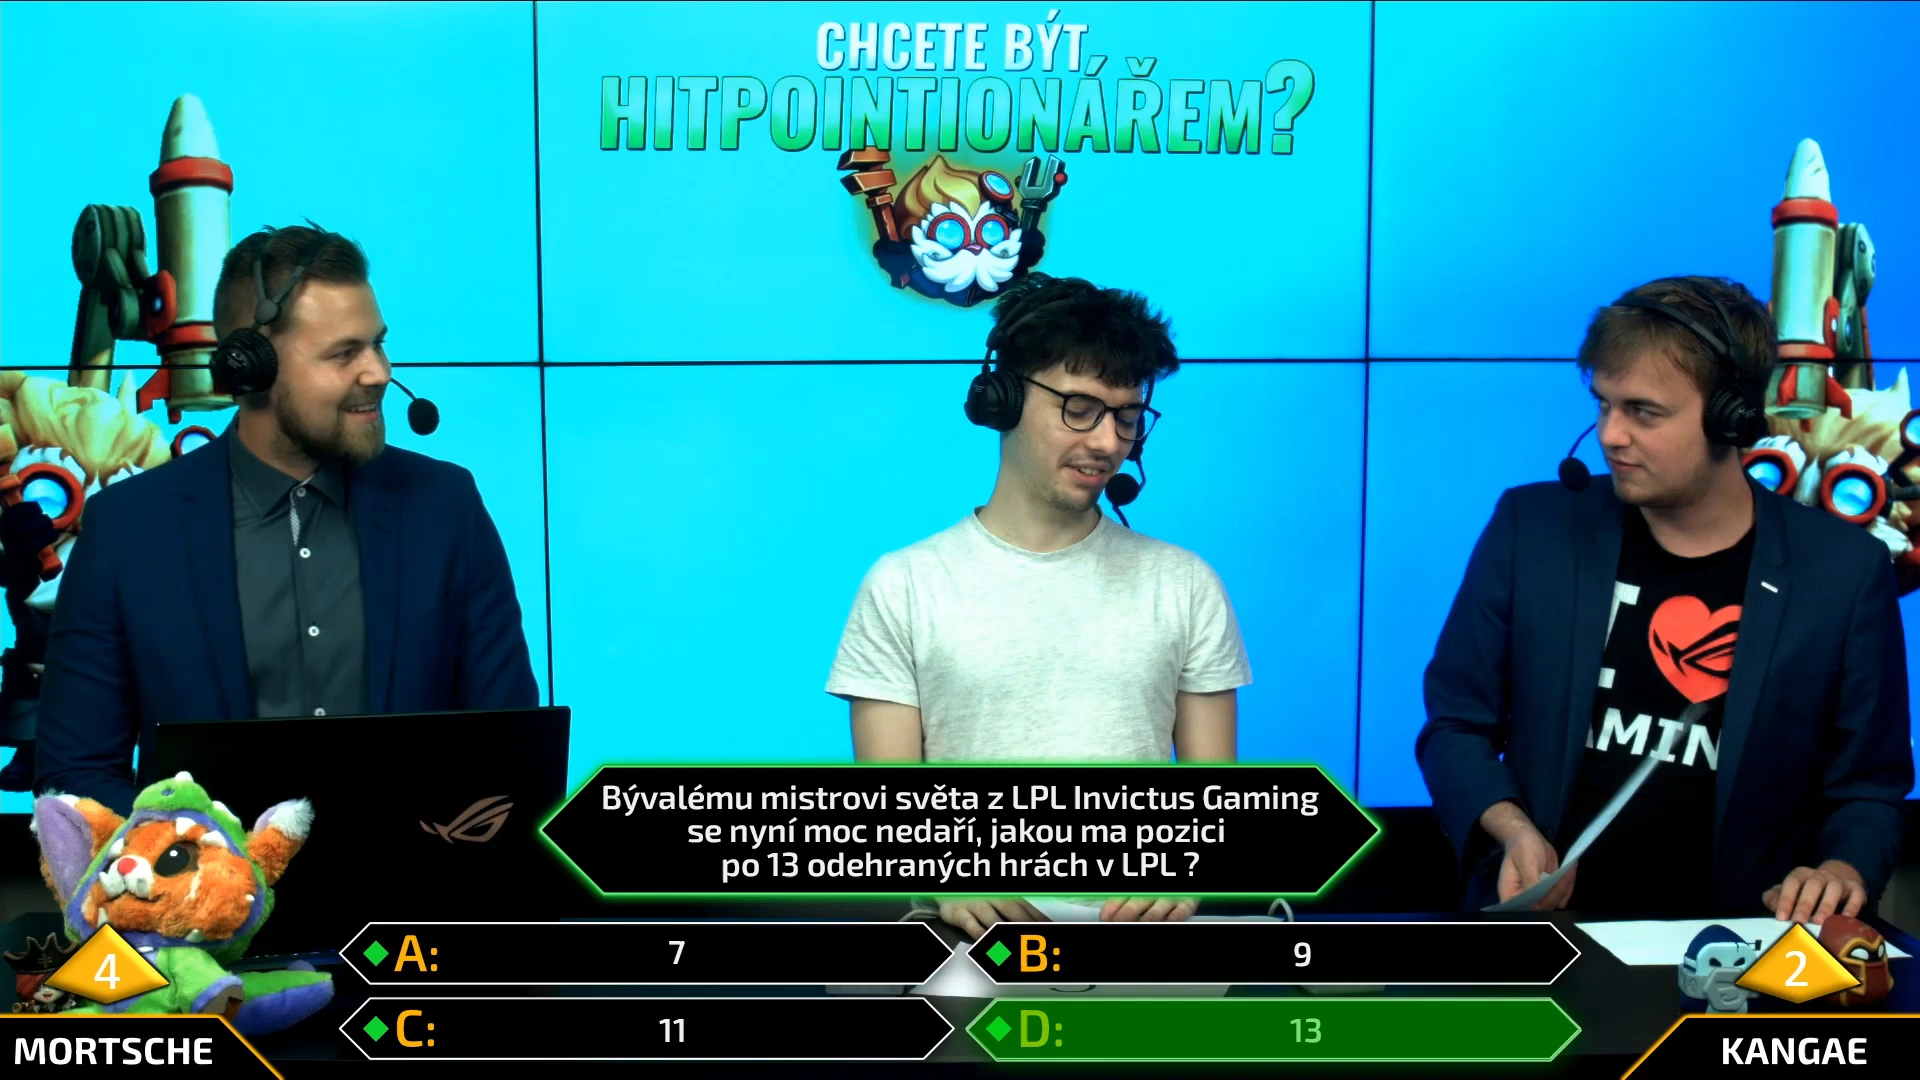 CHCETE BÝT
HITPOINTIONÁŘEM?
I
AMIN
Bývalému mistrovi světa z LPL Invictus Gaming
se nyní moc nedaří, jakou ma pozici
po 13 odehraných hrách v LPL ?
A: 7
B: 9
C: 11
D: 13
4
2
MORTSCHE
KANGAE